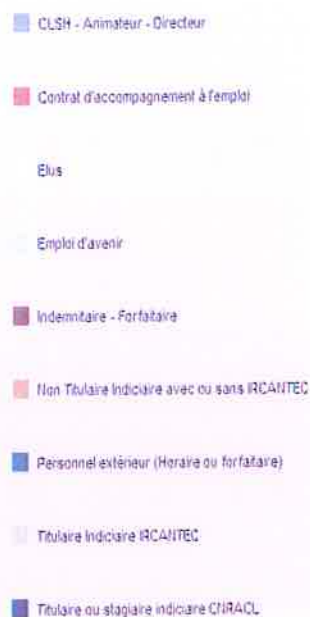 CLSH - Animateur - Directeur
Contrat d'accompagnement à l'emploi
Elus
Emploi d'avenir
Indemnitaire - Forfaitaire
Non Titulaire Indiciaire avec ou sans IRCANTEC
Personnel extérieur (Horaire ou forfaitaire)
Titulaire Indiciaire IRCANTEC
Titulaire ou stagiaire indiciaire CNRACL